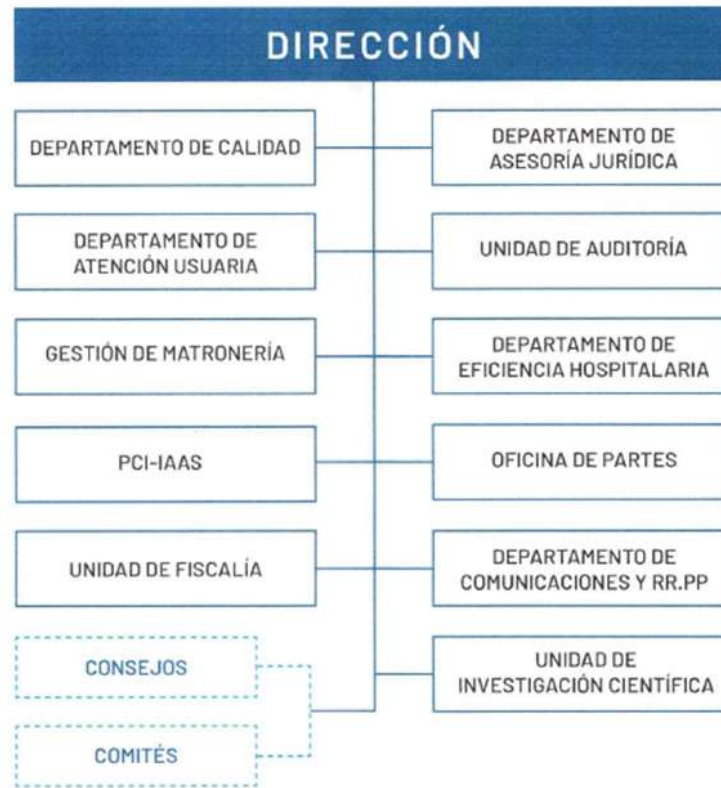 DIRECCIÓN
DEPARTAMENTO DE CALIDAD
DEPARTAMENTO DE
ASESORÍA JURÍDICA
DEPARTAMENTO DE
ATENCIÓN USUARIA
UNIDAD DE AUDITORÍA
GESTIÓN DE MATRONERÍA
DEPARTAMENTO DE
EFICIENCIA HOSPITALARIA
PCI-IAAS
OFICINA DE PARTES
UNIDAD DE FISCALÍA
DEPARTAMENTO DE
COMUNICACIONES Y RR.PP
CONSEJOS
UNIDAD DE
INVESTIGACIÓN CIENTÍFICA
COMITÉS